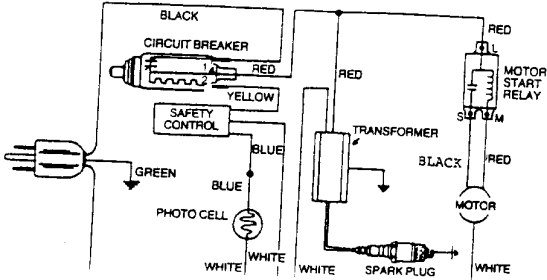 BLACK
CIRCUIT BREAKER
1
2
RED
YELLOW
SAFETY
CONTROL
BLUE
GREEN
BLUE
PHOTO CELL
WHITE
WHITE
RED
TRANSFORMER
WHITE
SPARK PLUG
RED
L
MOTOR
START
RELAY
S
M
BLACK
RED
MOTOR
WHITE